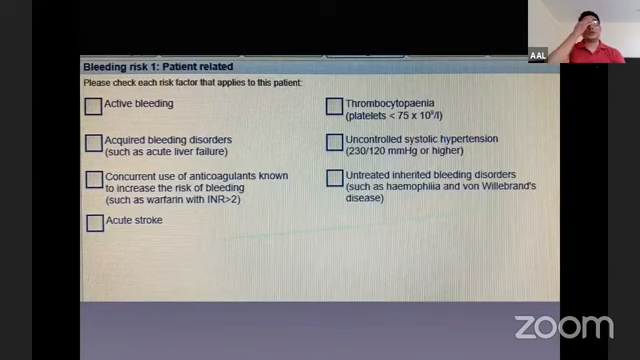 Bleeding risk 1: Patient related
Please check each risk factor that applies to this patient:
Active bleeding
Acquired bleeding disorders
(such as acute liver failure)
Concurrent use of anticoagulants known
to increase the risk of bleeding
(such as warfarin with INR>2)
Acute stroke
Thrombocytopaenia
(platelets < 75 x 10⁹/l)
Uncontrolled systolic hypertension
(230/120 mmHg or higher)
Untreated inherited bleeding disorders
(such as haemophilia and von Willebrand's
disease)
AAL
zoom